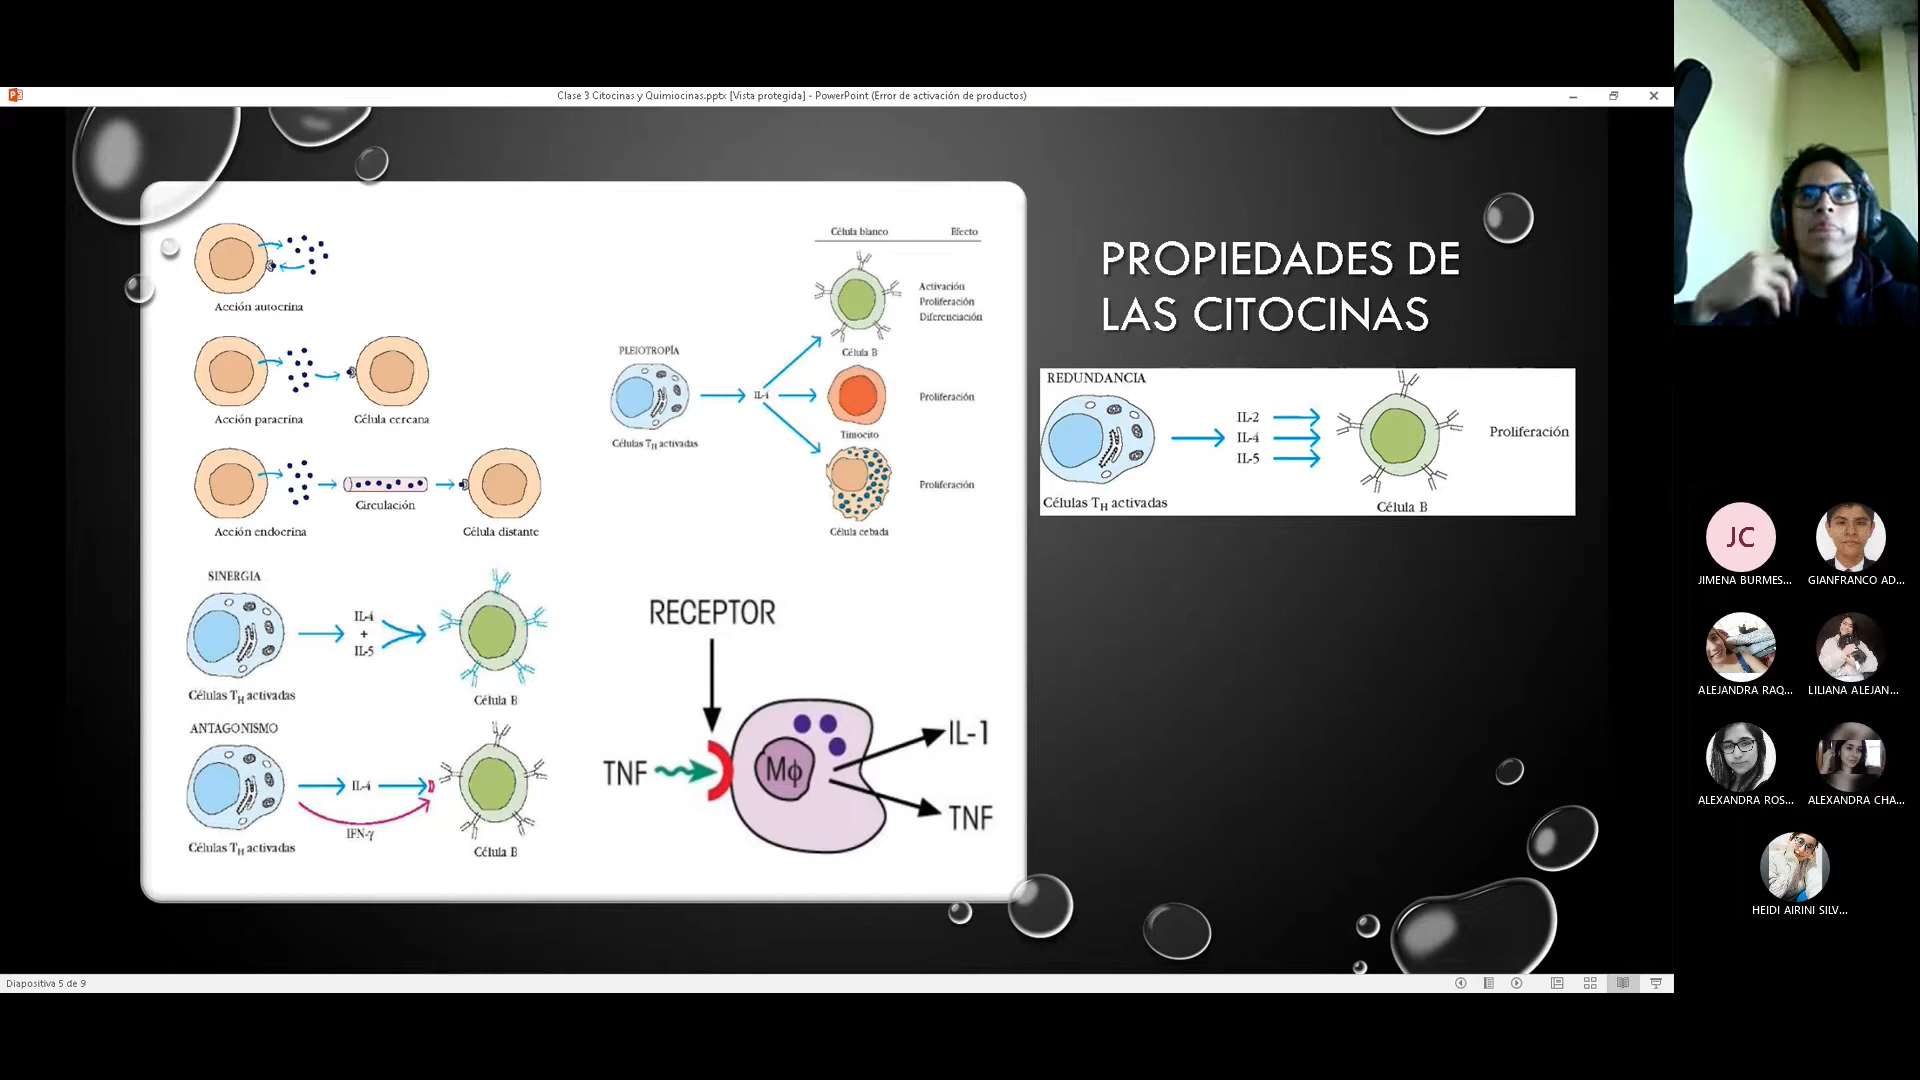 Clase 3 Citocinas y Quimiocinas.pptx [Vista protegida] - PowerPoint (Error de activación de productos)
Acción autocrina
Acción paracrina
Célula cercana
Circulación
Acción endocrina
Célula distante
Célula blanco
Efecto
PLEIOTROPÍA
Células TH activadas
IL-4
Célula B
Activación
Proliferación
Diferenciación
Timocito
Proliferación
Célula cebada
Proliferación
SINERGIA
Células TH activadas
IL-4
+
IL-5
Célula B
ANTAGONISMO
Células TH activadas
IL-4
IFN-γ
Célula B
RECEPTOR
TNF
Mϕ
IL-1
TNF
PROPIEDADES DE
LAS CITOCINAS
REDUNDANCIA
Células TH activadas
IL-2
IL-4
IL-5
Célula B
Proliferación
JC
JIMENA BURMES...
GIANFRANCO AD...
ALEJANDRA RAQ...
LILIANA ALEJAN...
ALEXANDRA ROS...
ALEXANDRA CHA...
HEIDI AIRINI SILV...
Diapositiva 5 de 9